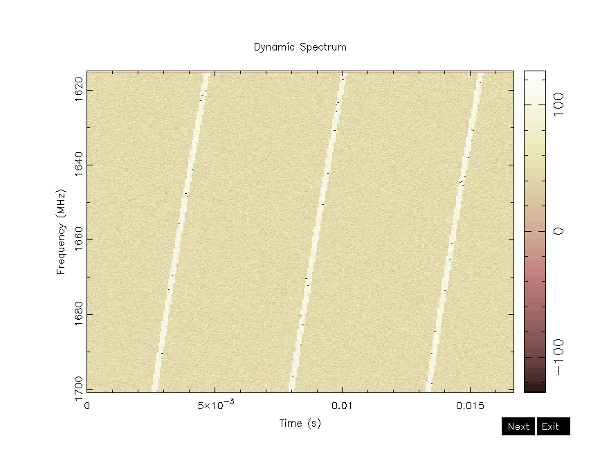 Dynamic Spectrum
1620
1640
1660
1680
1700
Frequency (MHz)
0
5×10⁻³
0.01
0.015
Time (s)
100
0
−100
Next
Exit